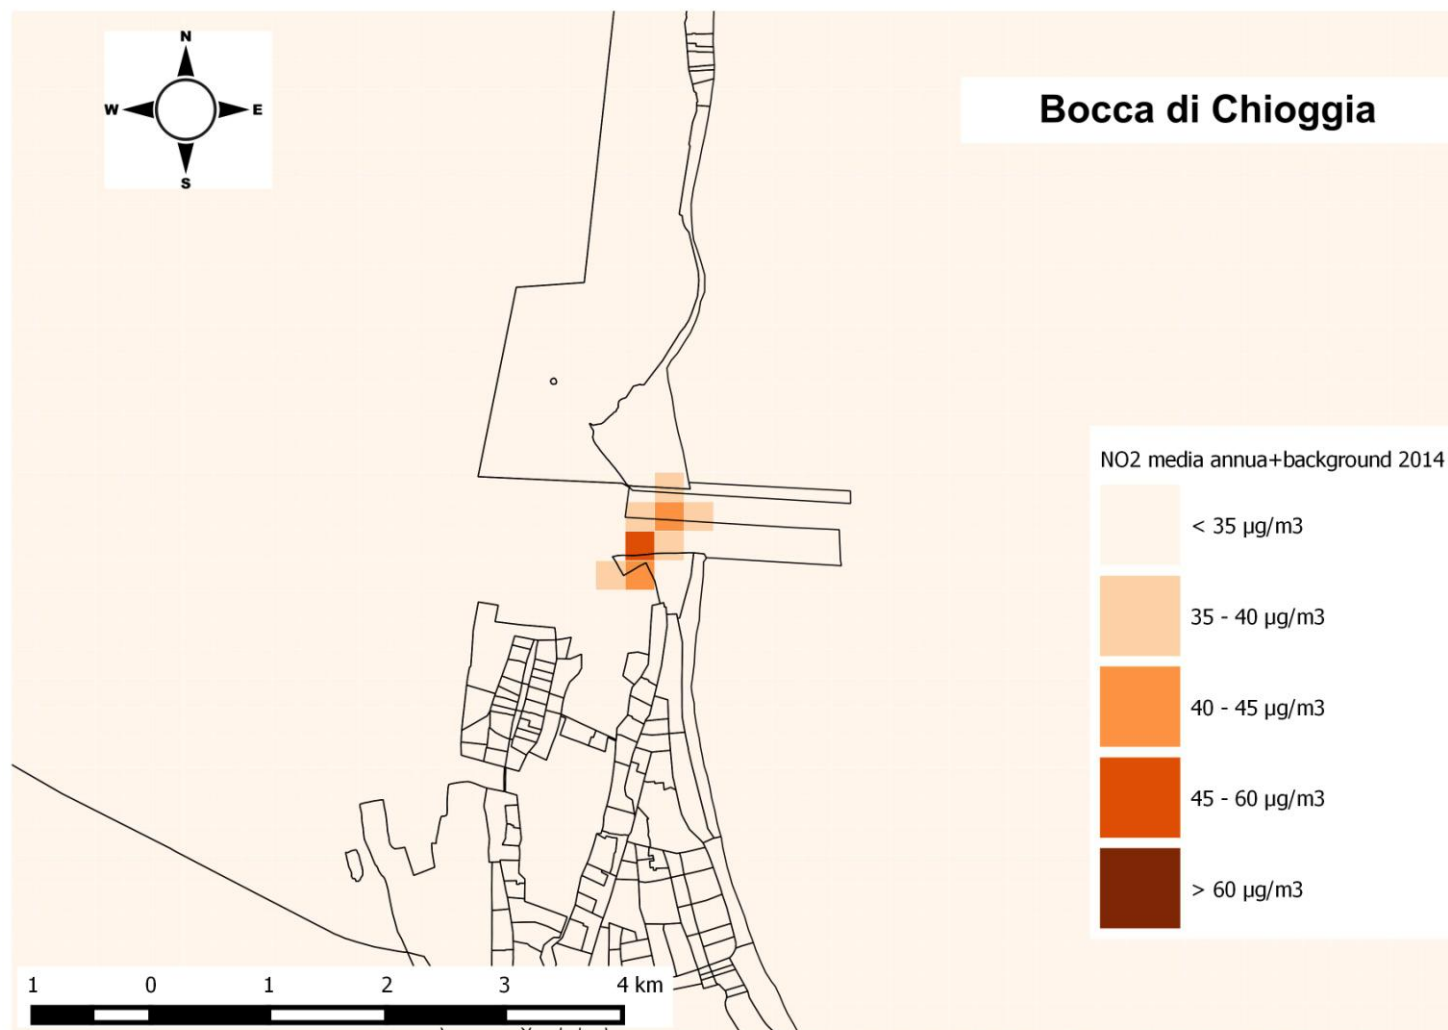 N
W E
S
Bocca di Chioggia
NO2 media annua+background 2014
< 35 µg/m3
35 - 40 µg/m3
40 - 45 µg/m3
45 - 60 µg/m3
> 60 µg/m3
1 0 1 2 3 4 km